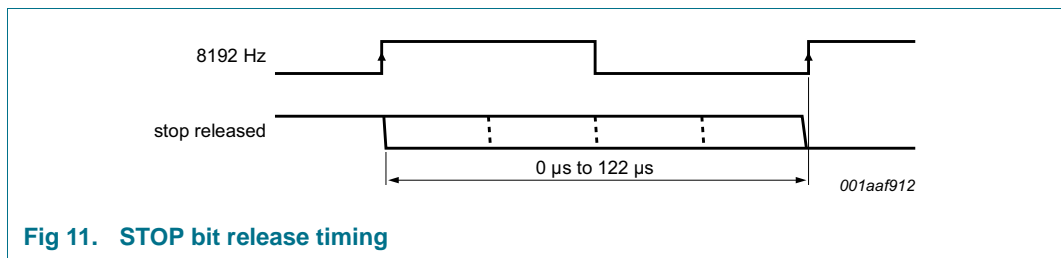 8192 Hz
stop released
0 μs to 122 μs
001aaf912
Fig 11. STOP bit release timing